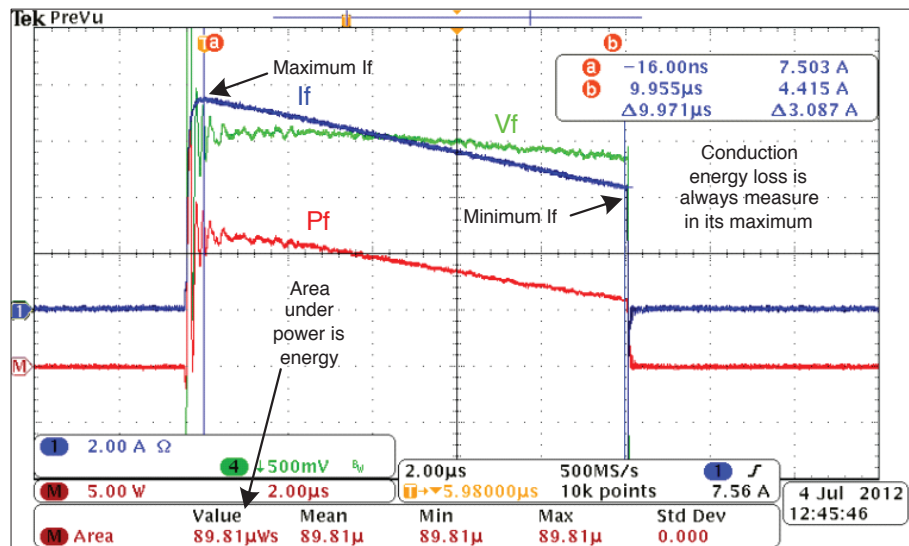 Tek PreVu
T a
b
a −16.00ns 7.503 A
b 9.955µs 4.415 A
Δ9.971µs Δ3.087 A
Maximum If
If
Vf
Conduction
energy loss is
always measure
in its maximum
Minimum If
Pf
Area
under
power is
energy
1
M
1 2.00 A Ω
4 ↓500mV BW
M 5.00 W 2.00µs
2.00µs 500MS/s 1 ʃ
T→▼5.98000µs 10k points 7.56 A
4 Jul 2012
12:45:46
Value Mean Min Max Std Dev
M Area 89.81µWs 89.81µ 89.81µ 89.81µ 0.000